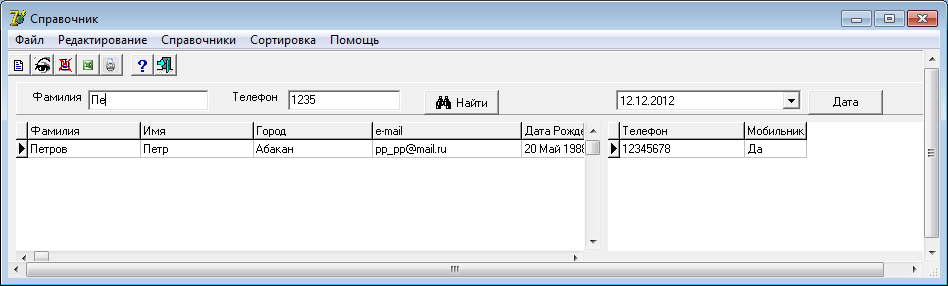 Справочник
Файл Редактирование Справочники Сортировка Помощь
Фамилия Пе Телефон 1235 Найти 12.12.2012 Дата
Фамилия Имя Город e-mail Дата Рожде Телефон Мобильник
Петров Петр Абакан pp_pp@mail.ru 20 Май 1988 12345678 Да